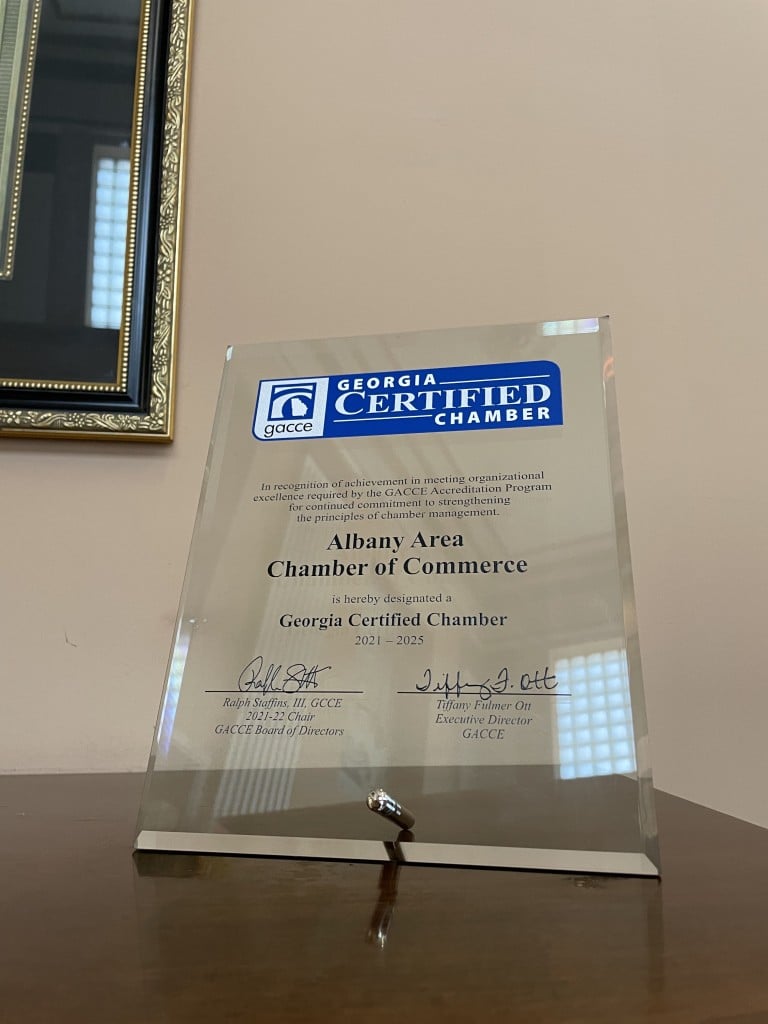 GEORGIA
CERTIFIED
CHAMBER
gacce
In recognition of achievement in meeting organizational
excellence required by the GACCE Accreditation Program
for continued commitment to strengthening
the principles of chamber management.
Albany Area
Chamber of Commerce
is hereby designated a
Georgia Certified Chamber
2021 – 2025
Ralph Staffins, III, GCCE
2021-22 Chair
GACCE Board of Directors
Tiffany F. Ott
Tiffany Fulmer Ott
Executive Director
GACCE